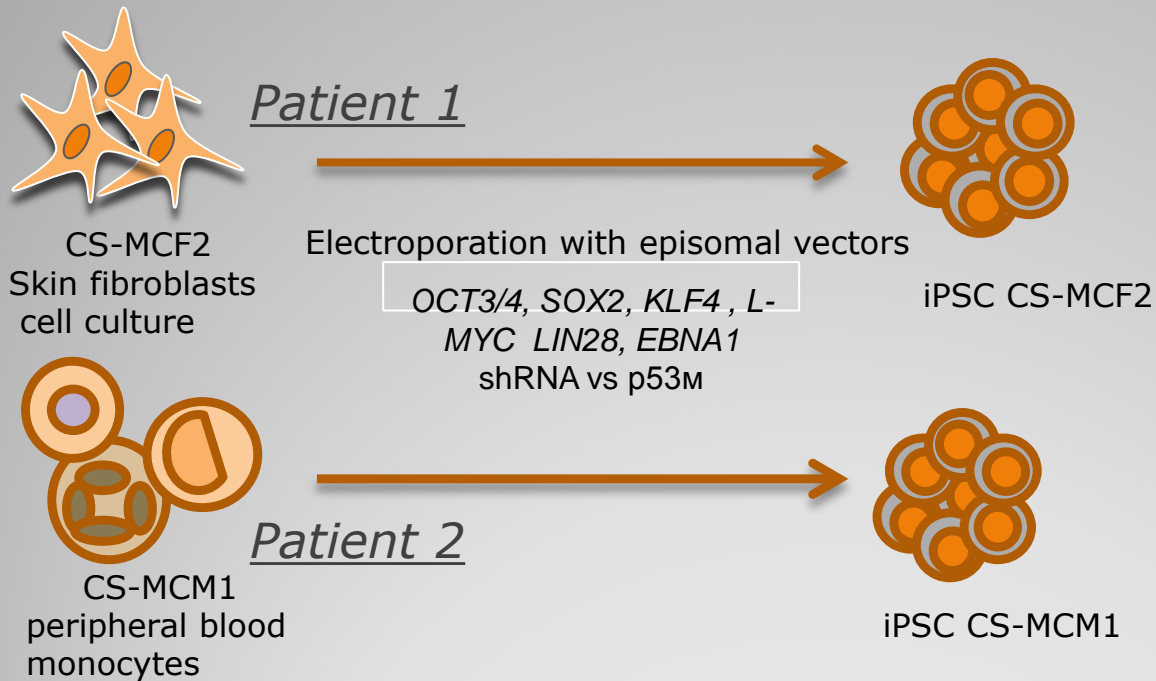 Patient 1
CS-MCF2
Skin fibroblasts
cell culture
Electroporation with episomal vectors
OCT3/4, SOX2, KLF4 , L-
MYC  LIN28, EBNA1
shRNA vs p53м
iPSC CS-MCF2
Patient 2
CS-MCM1
peripheral blood
monocytes
iPSC CS-MCM1